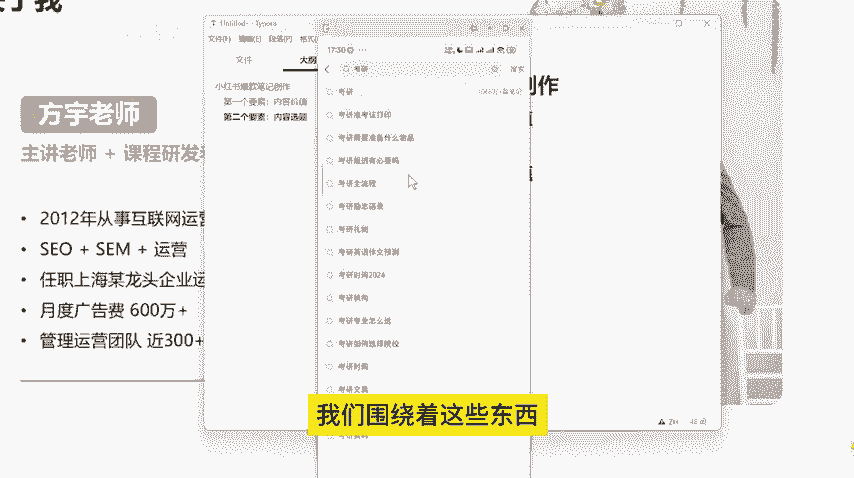 方宇老师
主讲老师 + 课程研发
• 2012年从事互联网运营
• SEO + SEM + 运营
• 任职上海某龙头企业运
• 月度广告费 600万+
• 管理运营团队 近300+
Untitled - Typora
文件(F) 编辑(E) 段落(P) 格式
文件
大纲
小红书爆款笔记创作
第一个要素：内容价值
第二个要素：内容选题
创作
17:30
考研
搜索
考研
考研准考证打印
考研需要准备什么物品
考研报班有必要吗
考研全流程
考研励志语录
考研礼物
考研英语作文预测
考研时间2024
考研机构
考研专业怎么选
考研如何选择院校
考研时间
考研文具
我们围绕着这些东西